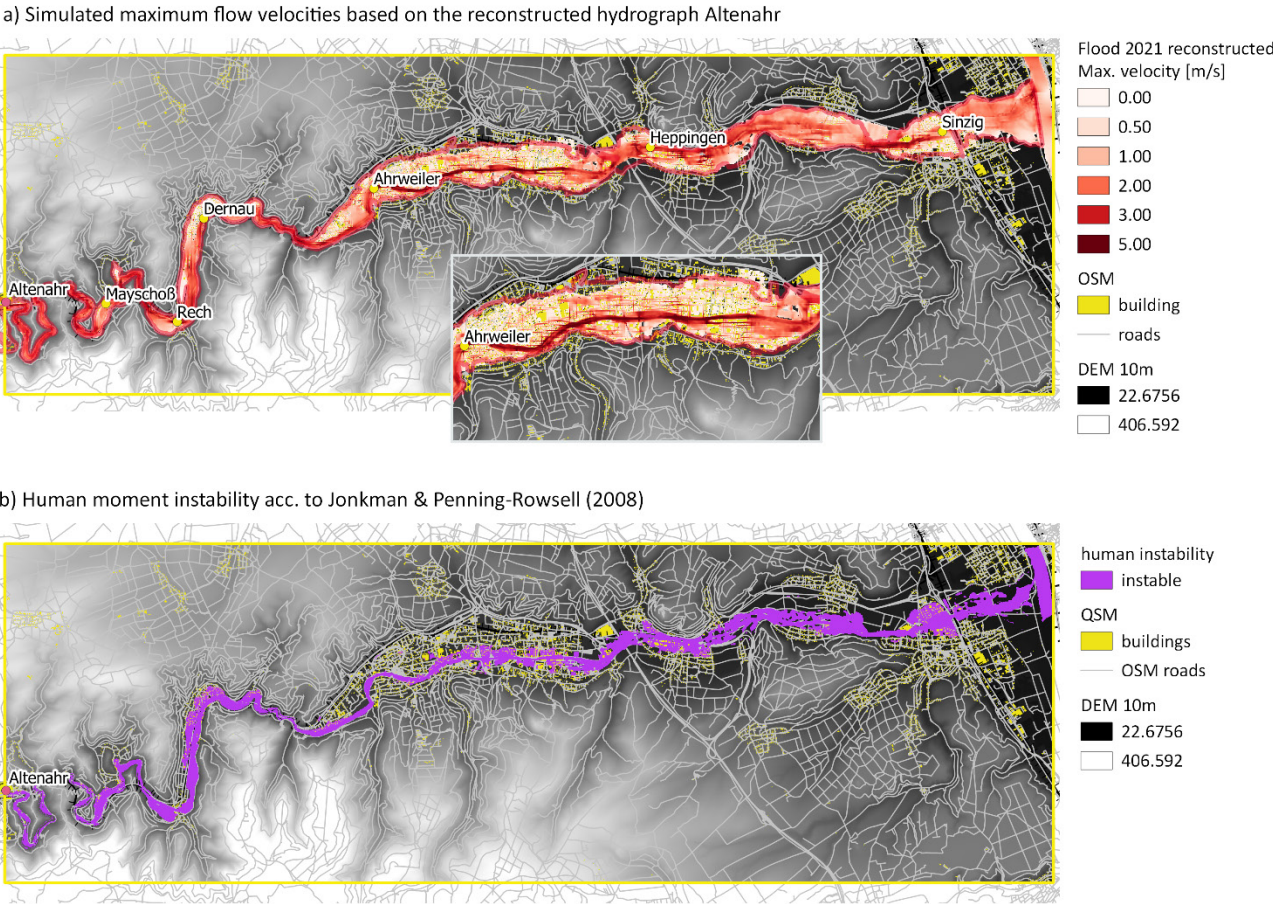 a) Simulated maximum flow velocities based on the reconstructed hydrograph Altenahr
Flood 2021 reconstructed
Max. velocity [m/s]
0.00
0.50
1.00
2.00
3.00
5.00
OSM
building
roads
DEM 10m
22.6756
406.592
Sinzig
Heppingen
Ahrweiler
Dernau
Altenahr
Mayschoß
Rech
Ahrweiler
b) Human moment instability acc. to Jonkman & Penning-Rowsell (2008)
human instability
instable
QSM
buildings
OSM roads
DEM 10m
22.6756
406.592
Altenahr